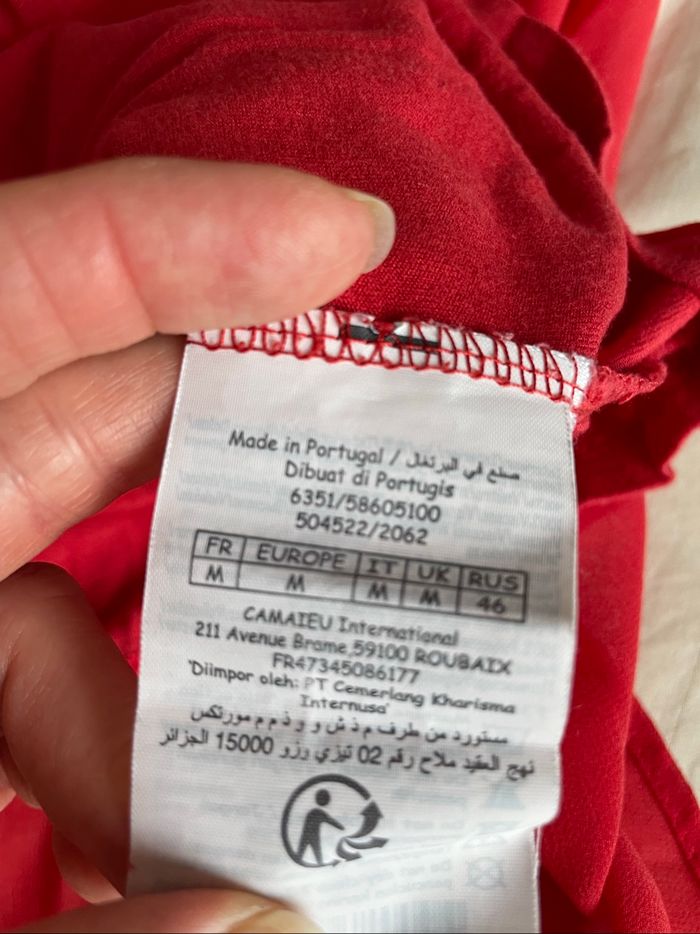 Made in Portugal / صنع في البرتغال
Dibuat di Portugis
6351/58605100
504522/2062
FR EUROPE IT UK RUS
M M M M 46
CAMAIEU International
211 Avenue Brame,59100 ROUBAIX
FR47345086177
'Diimpor oleh: PT Cemerlang Kharisma
Internusa'
مستورد من طرف م ذ ش و و ذ م م مورتكس
نهج العقيد ملاح رقم 02 تيزي وزو 15000 الجزائر